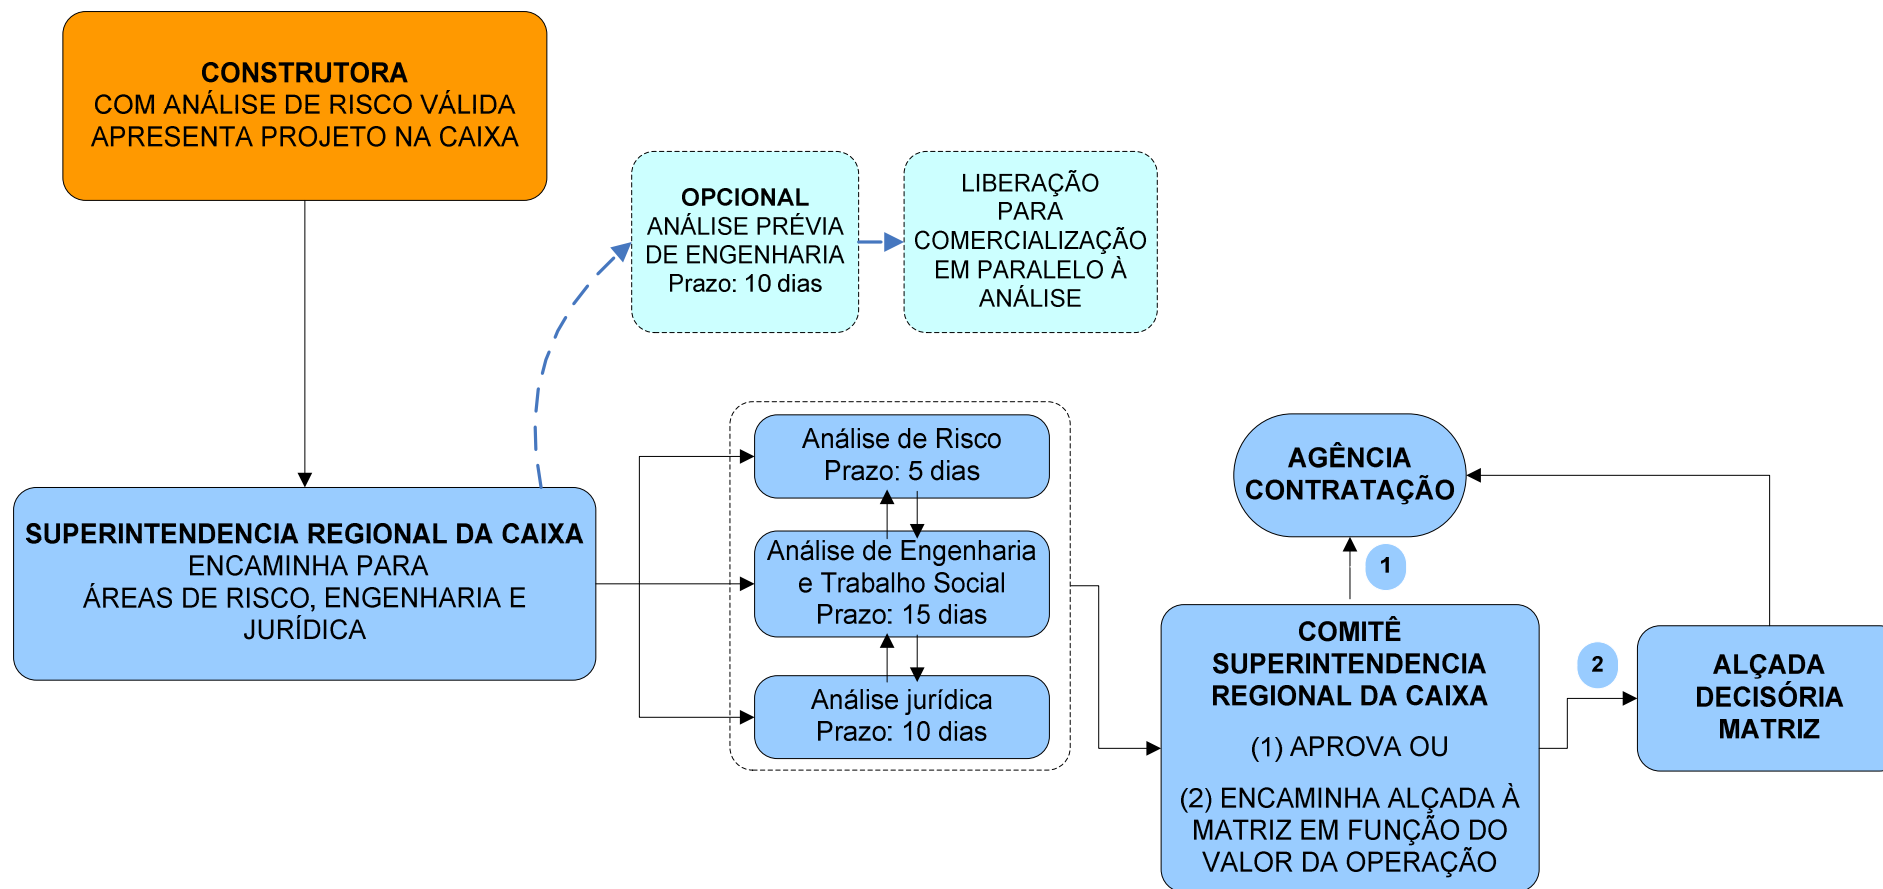 CONSTRUTORA
COM ANÁLISE DE RISCO VÁLIDA
APRESENTA PROJETO NA CAIXA
OPCIONAL
ANÁLISE PRÉVIA
DE ENGENHARIA
Prazo: 10 dias
LIBERAÇÃO
PARA
COMERCIALIZAÇÃO
EM PARALELO À
ANÁLISE
SUPERINTENDENCIA REGIONAL DA CAIXA
ENCAMINHA PARA
ÁREAS DE RISCO, ENGENHARIA E
JURÍDICA
Análise de Risco
Prazo: 5 dias
Análise de Engenharia
e Trabalho Social
Prazo: 15 dias
Análise jurídica
Prazo: 10 dias
AGÊNCIA
CONTRATAÇÃO
1
COMITÊ
SUPERINTENDENCIA
REGIONAL DA CAIXA
(1) APROVA OU
(2) ENCAMINHA ALÇADA À
MATRIZ EM FUNÇÃO DO
VALOR DA OPERAÇÃO
2
ALÇADA
DECISÓRIA
MATRIZ